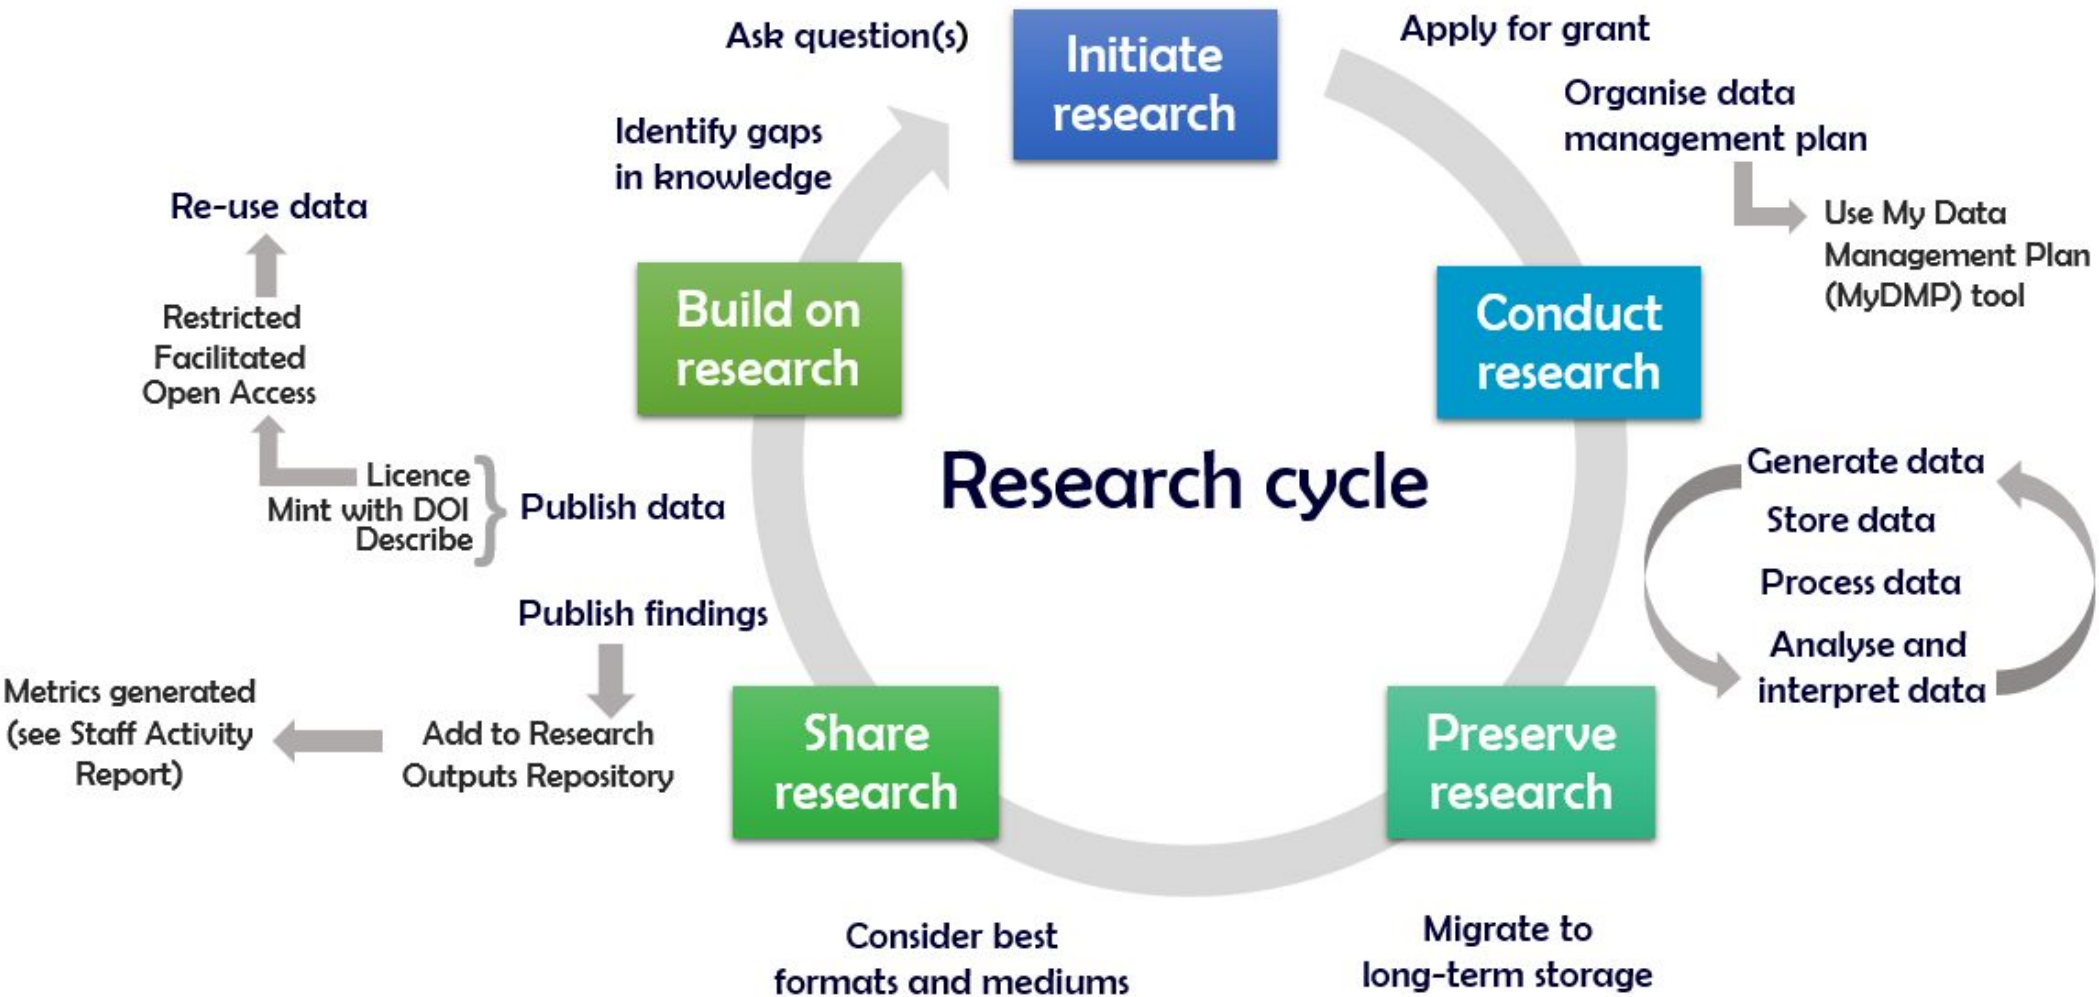 Ask question(s)
Initiate
research
Apply for grant
Organise data
management plan
Use My Data
Management Plan
(MyDMP) tool
Conduct
research
Generate data
Store data
Process data
Analyse and
interpret data
Preserve
research
Migrate to
long-term storage
Consider best
formats and mediums
Share
research
Publish findings
Add to Research
Outputs Repository
Metrics generated
(see Staff Activity
Report)
Publish data
Licence
Mint with DOI
Describe
Restricted
Facilitated
Open Access
Re-use data
Build on
research
Identify gaps
in knowledge
Research cycle